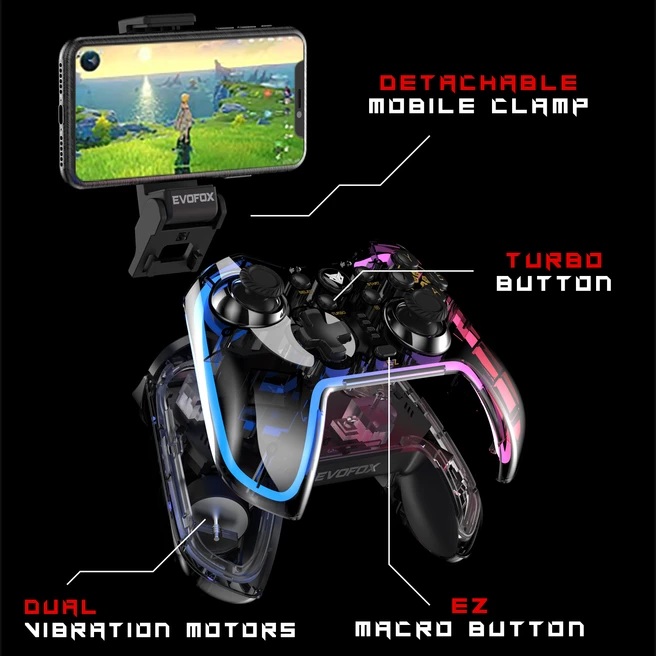 DETACHABLE
MOBILE CLAMP
EVOFOX
TURBO
BUTTON
EVOFOX
DUAL
VIBRATION MOTORS
EZ
MACRO BUTTON